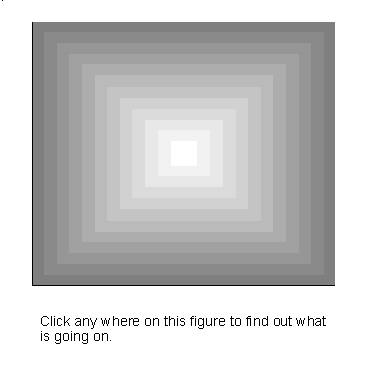 Click any where on this figure to find out what
is going on.